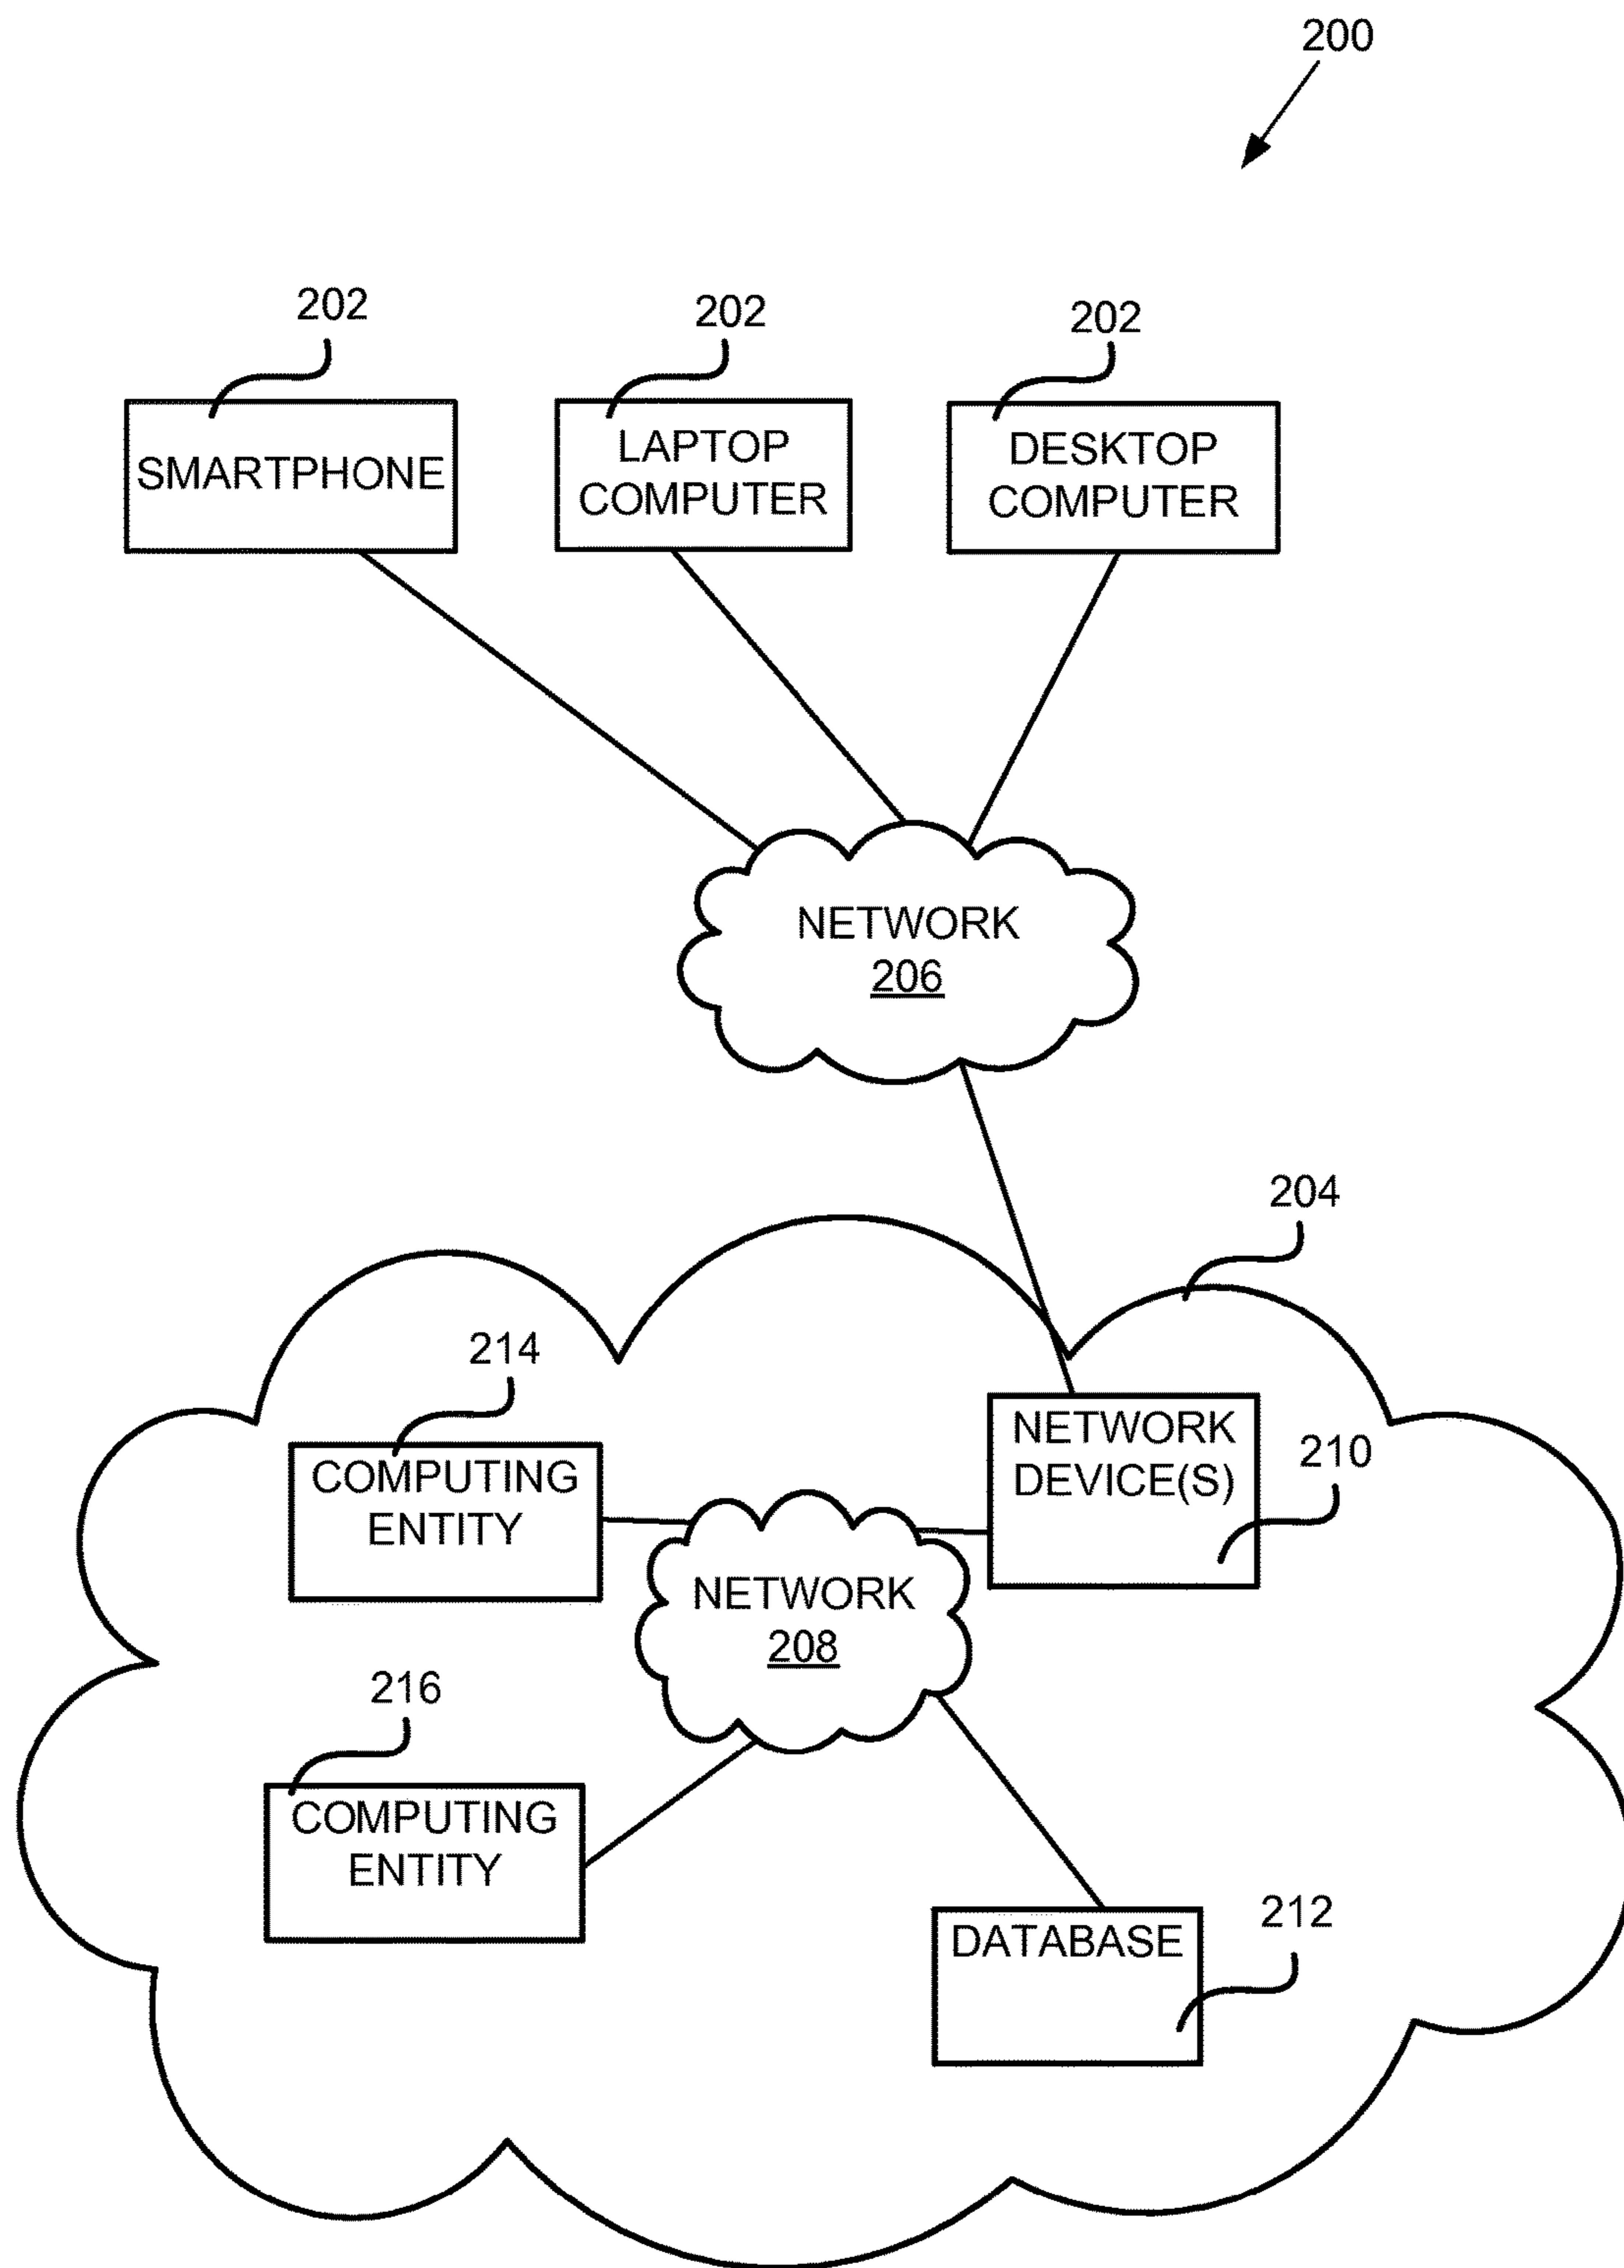 200
202
202
202
SMARTPHONE
LAPTOP
COMPUTER
DESKTOP
COMPUTER
NETWORK
206
204
214
COMPUTING
ENTITY
NETWORK
DEVICE(S)
210
NETWORK
208
216
COMPUTING
ENTITY
DATABASE
212